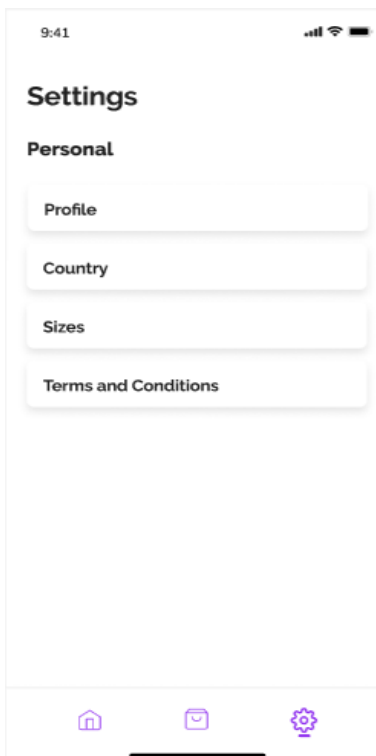 9:41
Settings
Personal
Profile
Country
Sizes
Terms and Conditions